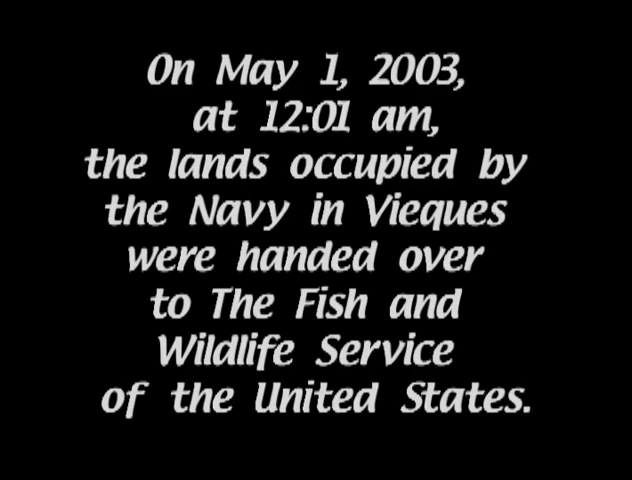 On May 1, 2003,
at 12:01 am,
the lands occupied by
the Navy in Vieques
were handed over
to The Fish and
Wildlife Service
of the United States.